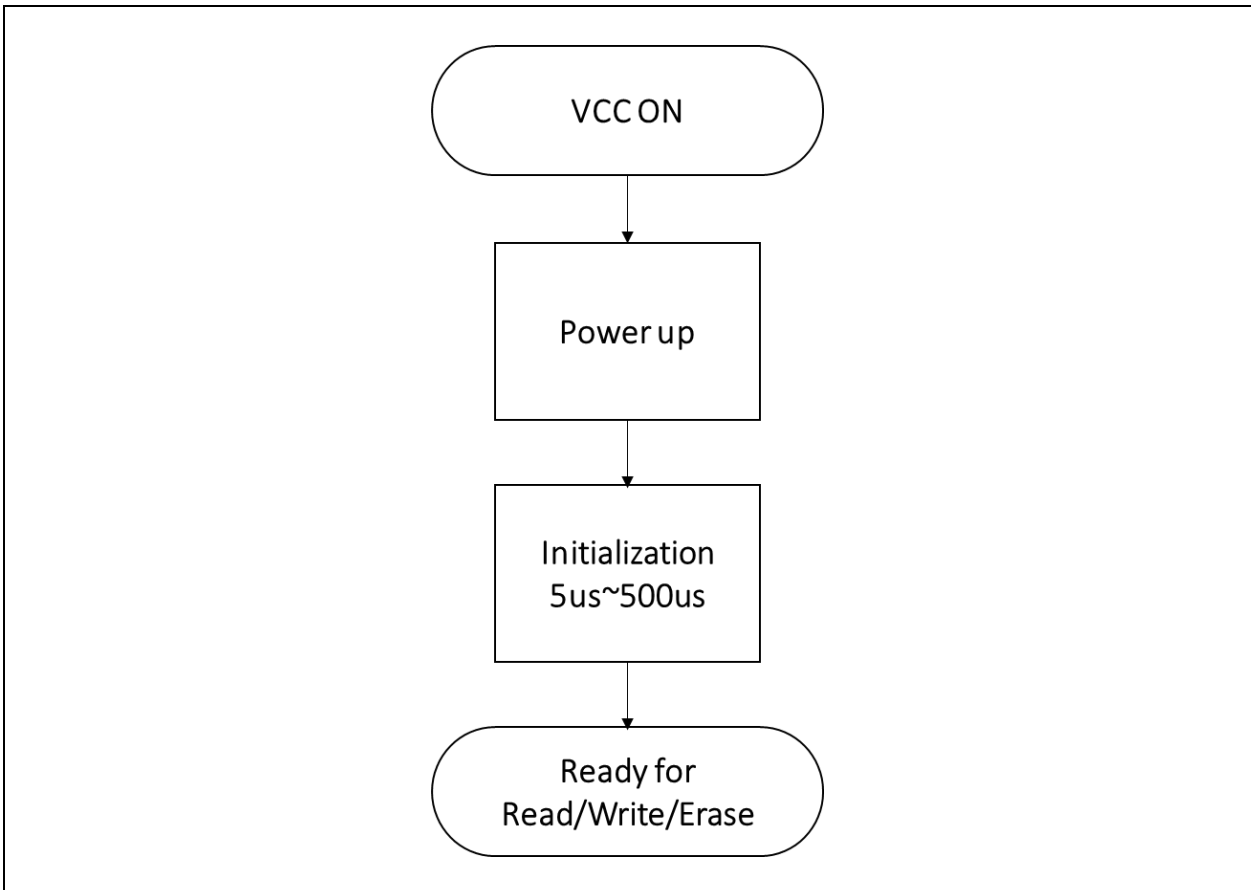 VCC ON
Power up
Initialization
5us~500us
Ready for
Read/Write/Erase